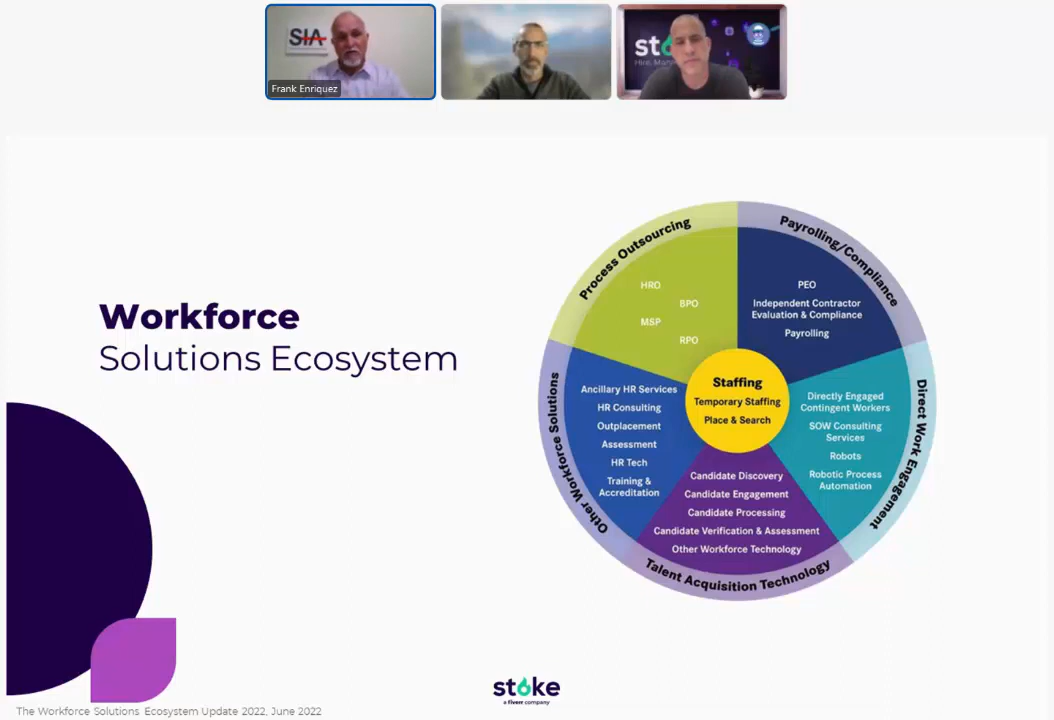 SIA
Frank Enriquez
stoke
Workforce
Solutions Ecosystem
Process Outsourcing
HRO
BPO
MSP
RPO
Payrolling/Compliance
PEO
Independent Contractor
Evaluation & Compliance
Payrolling
Staffing
Temporary Staffing
Place & Search
Direct Work Engagement
Directly Engaged
Contingent Workers
SOW Consulting
Services
Robots
Robotic Process
Automation
Other Workforce Solutions
Ancillary HR Services
HR Consulting
Outplacement
Assessment
HR Tech
Training &
Accreditation
Candidate Discovery
Candidate Engagement
Candidate Processing
Candidate Verification & Assessment
Other Workforce Technology
Talent Acquisition Technology
a fiverr company
The Workforce Solutions Ecosystem Update 2022, June 2022